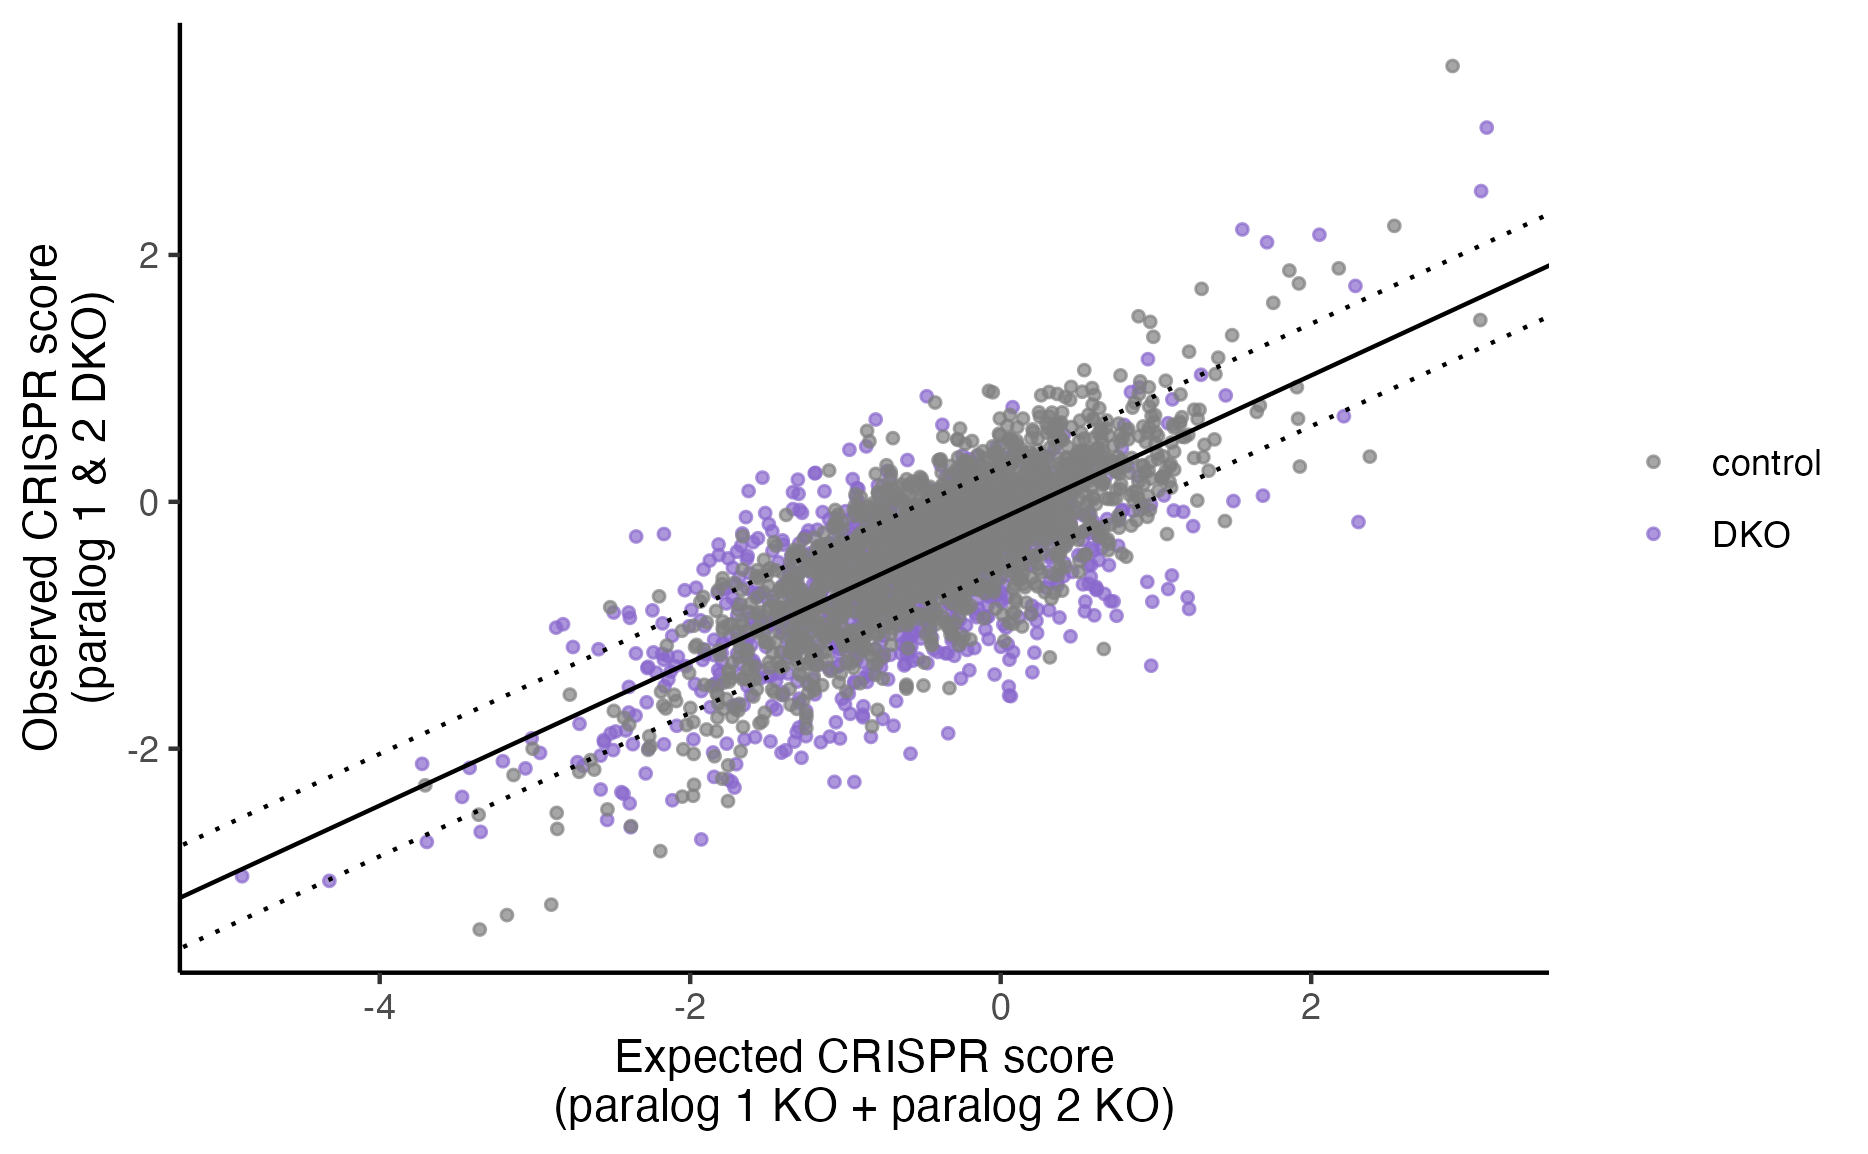 Observed CRISPR score
(paralog 1 & 2 DKO)
2
0
-2
-4
-2
0
2
Expected CRISPR score
(paralog 1 KO + paralog 2 KO)
control
DKO